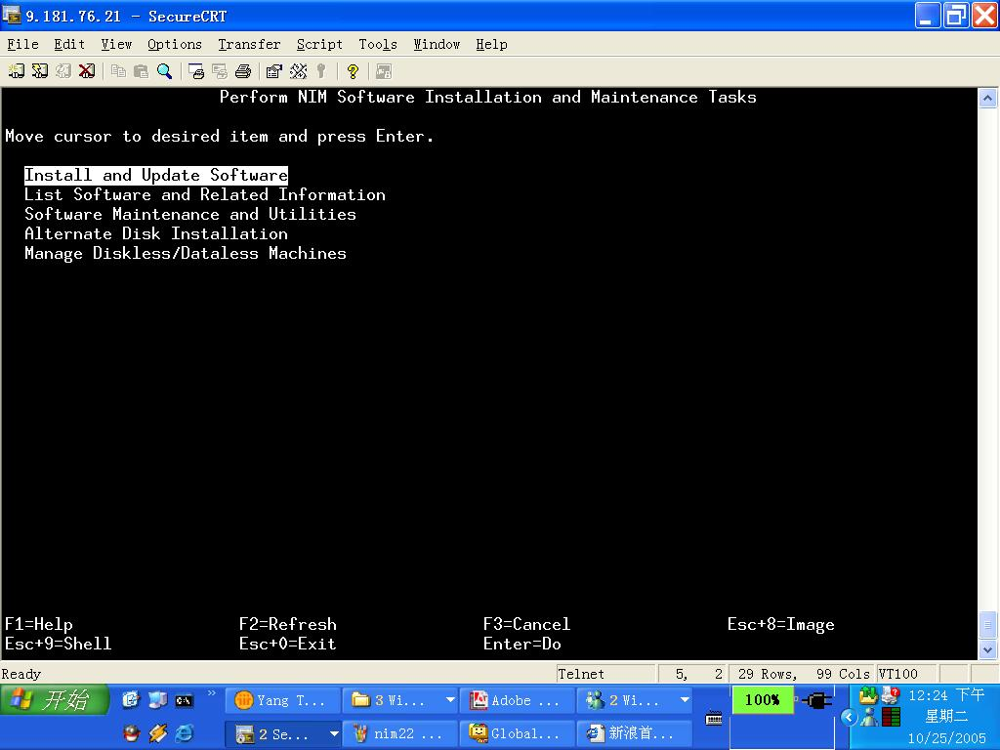 9.181.76.21 - SecureCRT
File Edit View Options Transfer Script Tools Window Help
Perform NIM Software Installation and Maintenance Tasks
Move cursor to desired item and press Enter.
Install and Update Software
List Software and Related Information
Software Maintenance and Utilities
Alternate Disk Installation
Manage Diskless/Dataless Machines
F1=Help F2=Refresh F3=Cancel Esc+8=Image
Esc+9=Shell Esc+0=Exit Enter=Do
Ready Telnet 5, 2 29 Rows, 99 Cols VT100
开始 Yang T... 3 Wi... Adobe ... 2 Wi... 100% 12:24 下午
星期二
2 Se... nim22 ... Global... 新浪首... 10/25/2005